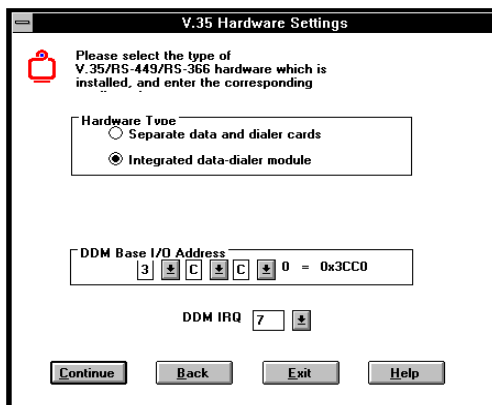 V.35 Hardware Settings
Please select the type of
V.35/RS-449/RS-366 hardware which is
installed, and enter the corresponding
Hardware Type
Separate data and dialer cards
Integrated data-dialer module
DDM Base I/O Address
3 C C 0 = 0x3CC0
DDM IRQ 7
Continue Back Exit Help